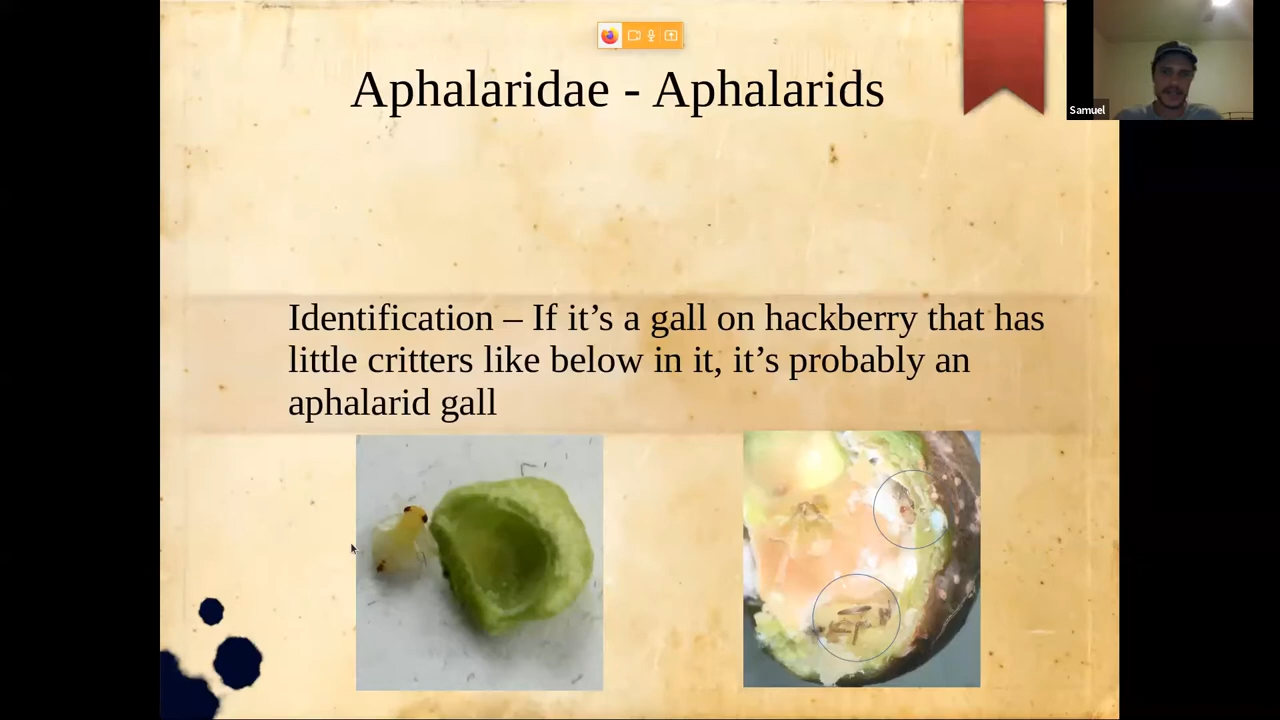 Aphalaridae - Aphalarids
Samuel
Identification – If it’s a gall on hackberry that has
little critters like below in it, it’s probably an
aphalarid gall